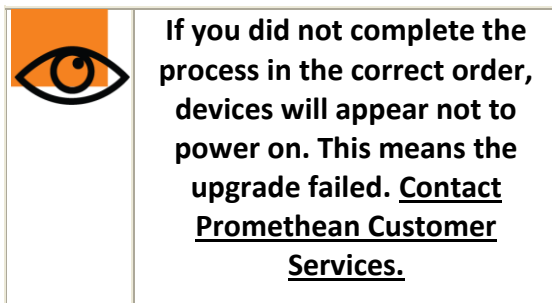 If you did not complete the
process in the correct order,
devices will appear not to
power on. This means the
upgrade failed. Contact
Promethean Customer
Services.